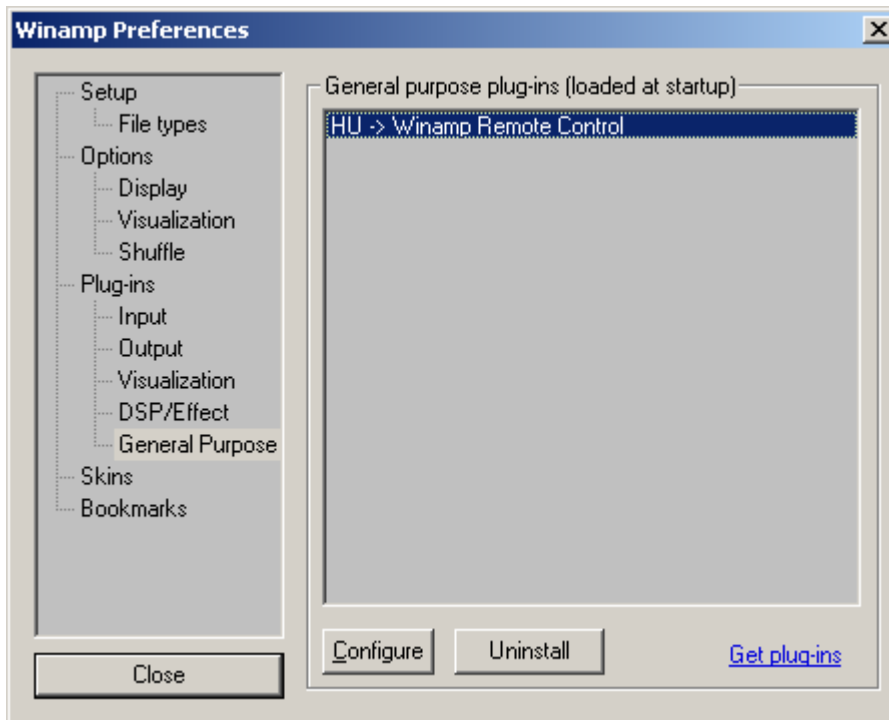 Winamp Preferences
Setup
File types
Options
Display
Visualization
Shuffle
Plug-ins
Input
Output
Visualization
DSP/Effect
General Purpose
Skins
Bookmarks
Close
General purpose plug-ins (loaded at startup)
HU -> Winamp Remote Control
Configure
Uninstall
Get plug-ins